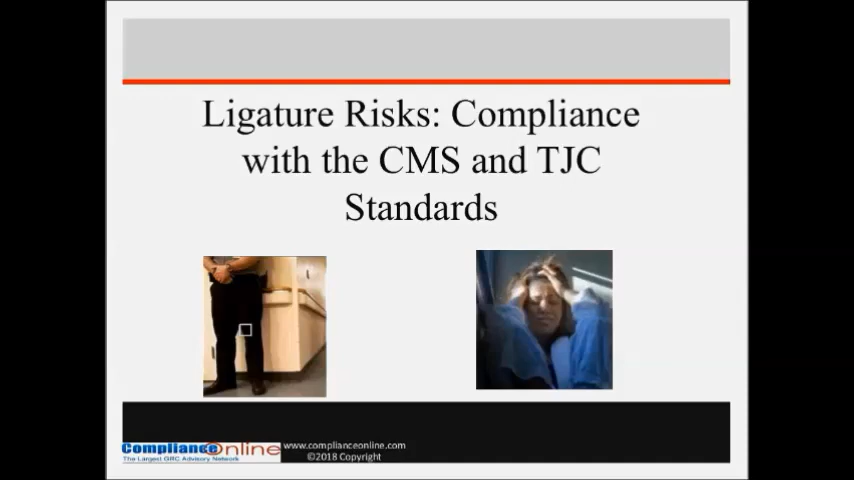 Ligature Risks: Compliance
with the CMS and TJC
Standards
ComplianceOnline
The Largest GRC Advisory Network
www.complianceonline.com
©2018 Copyright